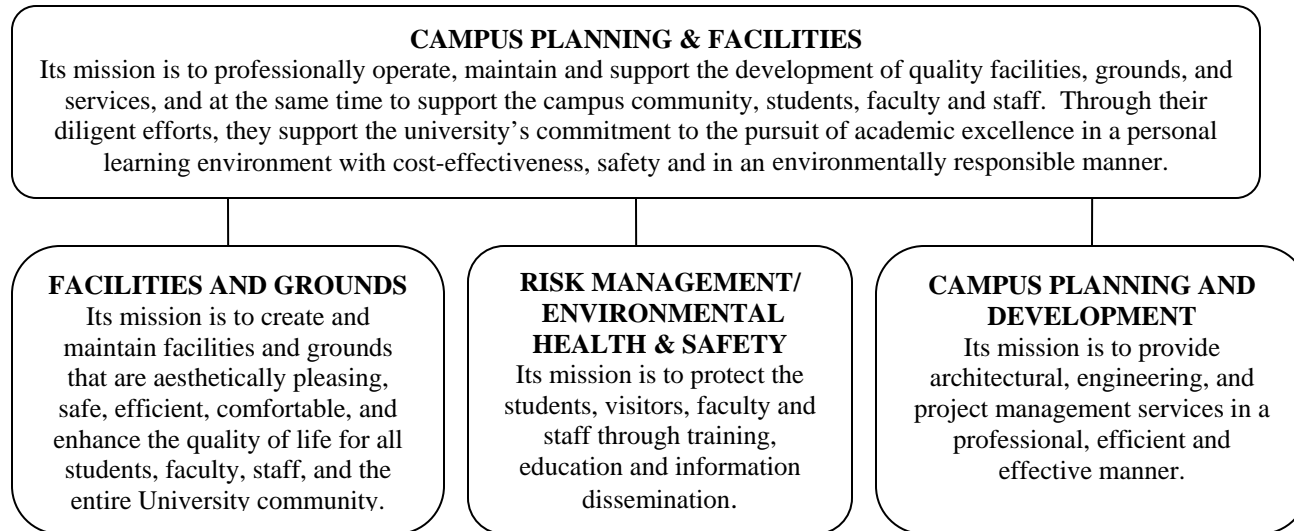 CAMPUS PLANNING & FACILITIES
Its mission is to professionally operate, maintain and support the development of quality facilities, grounds, and
services, and at the same time to support the campus community, students, faculty and staff.  Through their
diligent efforts, they support the university’s commitment to the pursuit of academic excellence in a personal
learning environment with cost-effectiveness, safety and in an environmentally responsible manner.
FACILITIES AND GROUNDS
Its mission is to create and
maintain facilities and grounds
that are aesthetically pleasing,
safe, efficient, comfortable, and
enhance the quality of life for all
students, faculty, staff, and the
entire University community.
RISK MANAGEMENT/
ENVIRONMENTAL
HEALTH & SAFETY
Its mission is to protect the
students, visitors, faculty and
staff through training,
education and information
dissemination.
CAMPUS PLANNING AND
DEVELOPMENT
Its mission is to provide
architectural, engineering, and
project management services in a
professional, efficient and
effective manner.